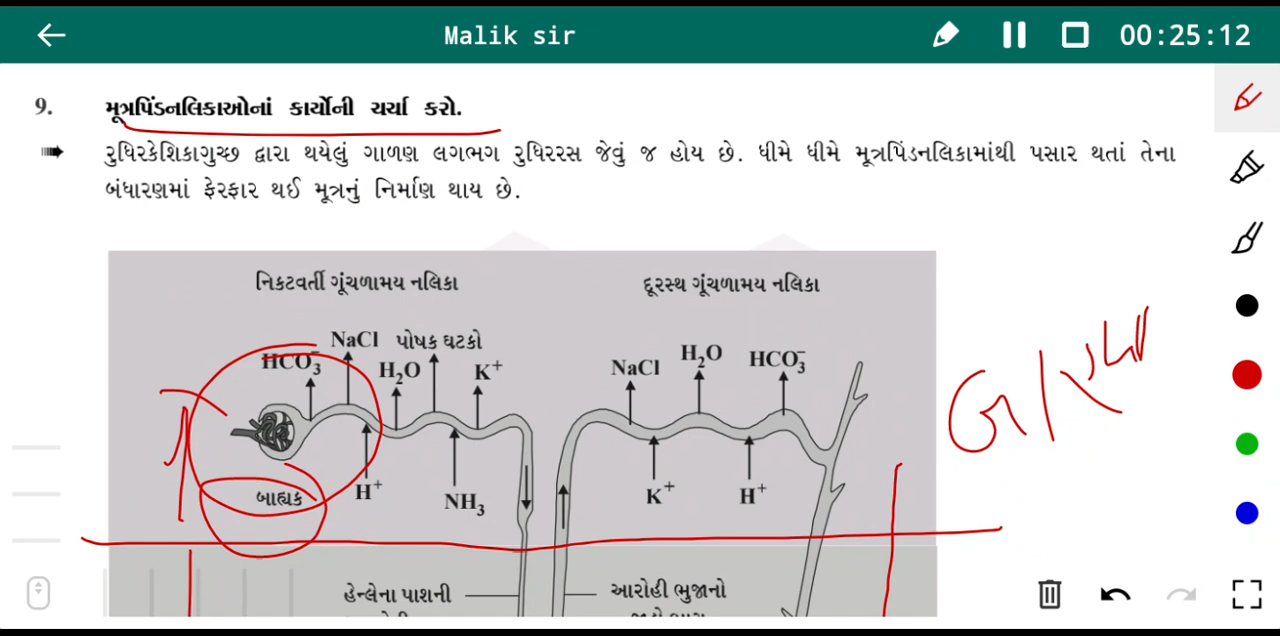 Malik sir
00:25:12
9. મૂત્રપિંડનલિકાઓનાં કાર્યોની ચર્ચા કરો.
રુધિરકેશિકાગુચ્છ દ્વારા થયેલું ગાળણ લગભગ રુધિરરસ જેવું જ હોય છે. ધીમે ધીમે મૂત્રપિંડનલિકામાંથી પસાર થતાં તેના
બંધારણમાં ફેરફાર થઈ મૂત્રનું નિર્માણ થાય છે.
નિકટવર્તી ગૂંચળામય નલિકા
દૂરસ્થ ગૂંચળામય નલિકા
HCO₃⁻ NaCl H₂O પોષક ઘટકો K⁺
NaCl H₂O HCO₃⁻
બાહ્યક H⁺ NH₃
K⁺ H⁺
હેન્લેના પાશની
આરોહી ભુજાનો